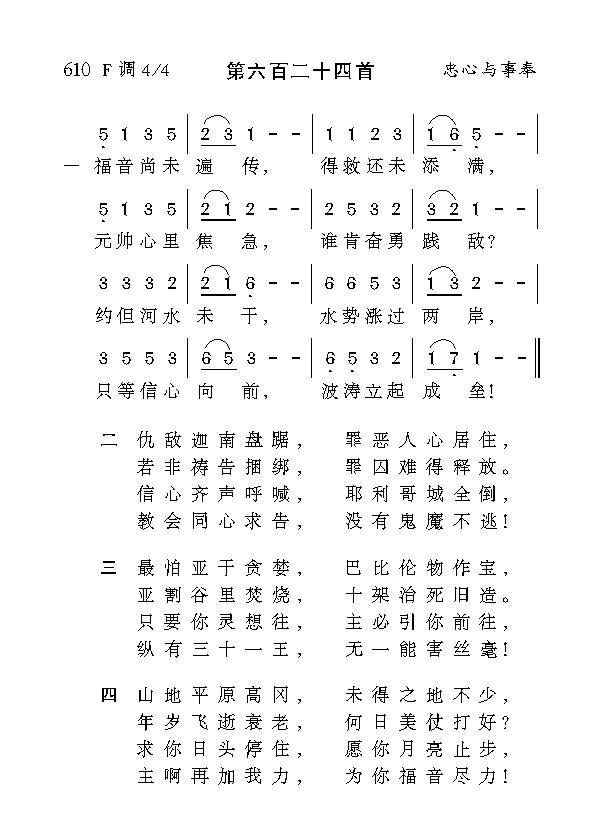 610 F 调 4/4 第六百二十四首 忠心与事奉
5 1 3 5 | 2 3 1 - - | 1 1 2 3 | 1 6 5 - - |
一 福音尚未遍传， 得救还未添满，
5 1 3 5 | 2 1 2 - - | 2 5 3 2 | 3 2 1 - - |
元帅心里焦急， 谁肯奋勇践敌？
3 3 3 2 | 2 1 6 - - | 6 6 5 3 | 1 3 2 - - |
约但河水未干， 水势涨过两岸，
3 5 5 3 | 6 5 3 - - | 6 5 3 2 | 1 7 1 - - ‖
只等信心向前， 波涛立起成垒！
二 仇敌迦南盘踞， 罪恶人心居住，
若非祷告捆绑， 罪囚难得释放。
信心齐声呼喊， 耶利哥城全倒，
教会同心求告， 没有鬼魔不逃！
三 最怕亚干贪婪， 巴比伦物作宝，
亚割谷里焚烧， 十架治死旧造。
只要你灵想往， 主必引你前往，
纵有三十一王， 无一能害丝毫！
四 山地平原高冈， 未得之地不少，
年岁飞逝衰老， 何日美仗打好？
求你日头停住， 愿你月亮止步，
主啊再加我力， 为你福音尽力！